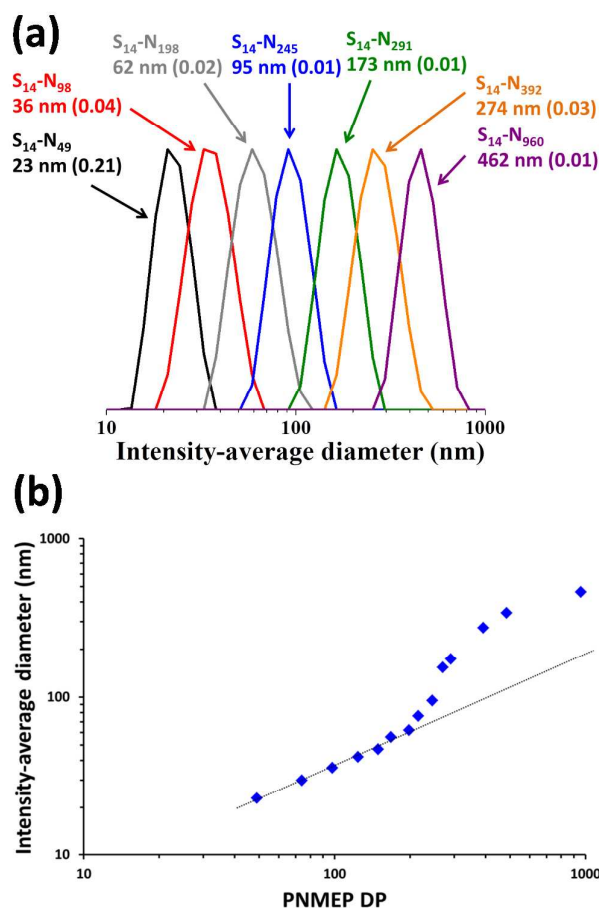 (a)
S₁₄-N₁₉₈
62 nm (0.02)
S₁₄-N₂₄₅
95 nm (0.01)
S₁₄-N₂₉₁
173 nm (0.01)
S₁₄-N₉₈
36 nm (0.04)
S₁₄-N₃₉₂
274 nm (0.03)
S₁₄-N₄₉
23 nm (0.21)
S₁₄-N₉₆₀
462 nm (0.01)
10 100 1000
Intensity-average diameter (nm)
(b)
Intensity-average diameter (nm)
1000
100
10
10 100 1000
PNMEP DP